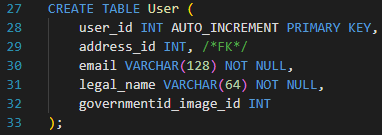 27 CREATE TABLE User (
28     user_id INT AUTO_INCREMENT PRIMARY KEY,
29     address_id INT, /*FK*/
30     email VARCHAR(128) NOT NULL,
31     legal_name VARCHAR(64) NOT NULL,
32     governmentid_image_id INT
33 );